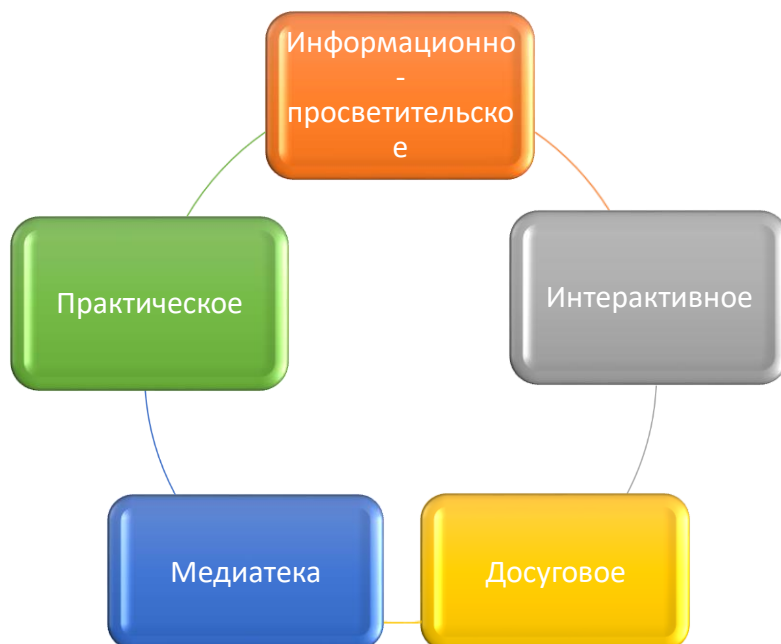 Информационно
-
просветительско
е
Интерактивное
Досуговое
Медиатека
Практическое